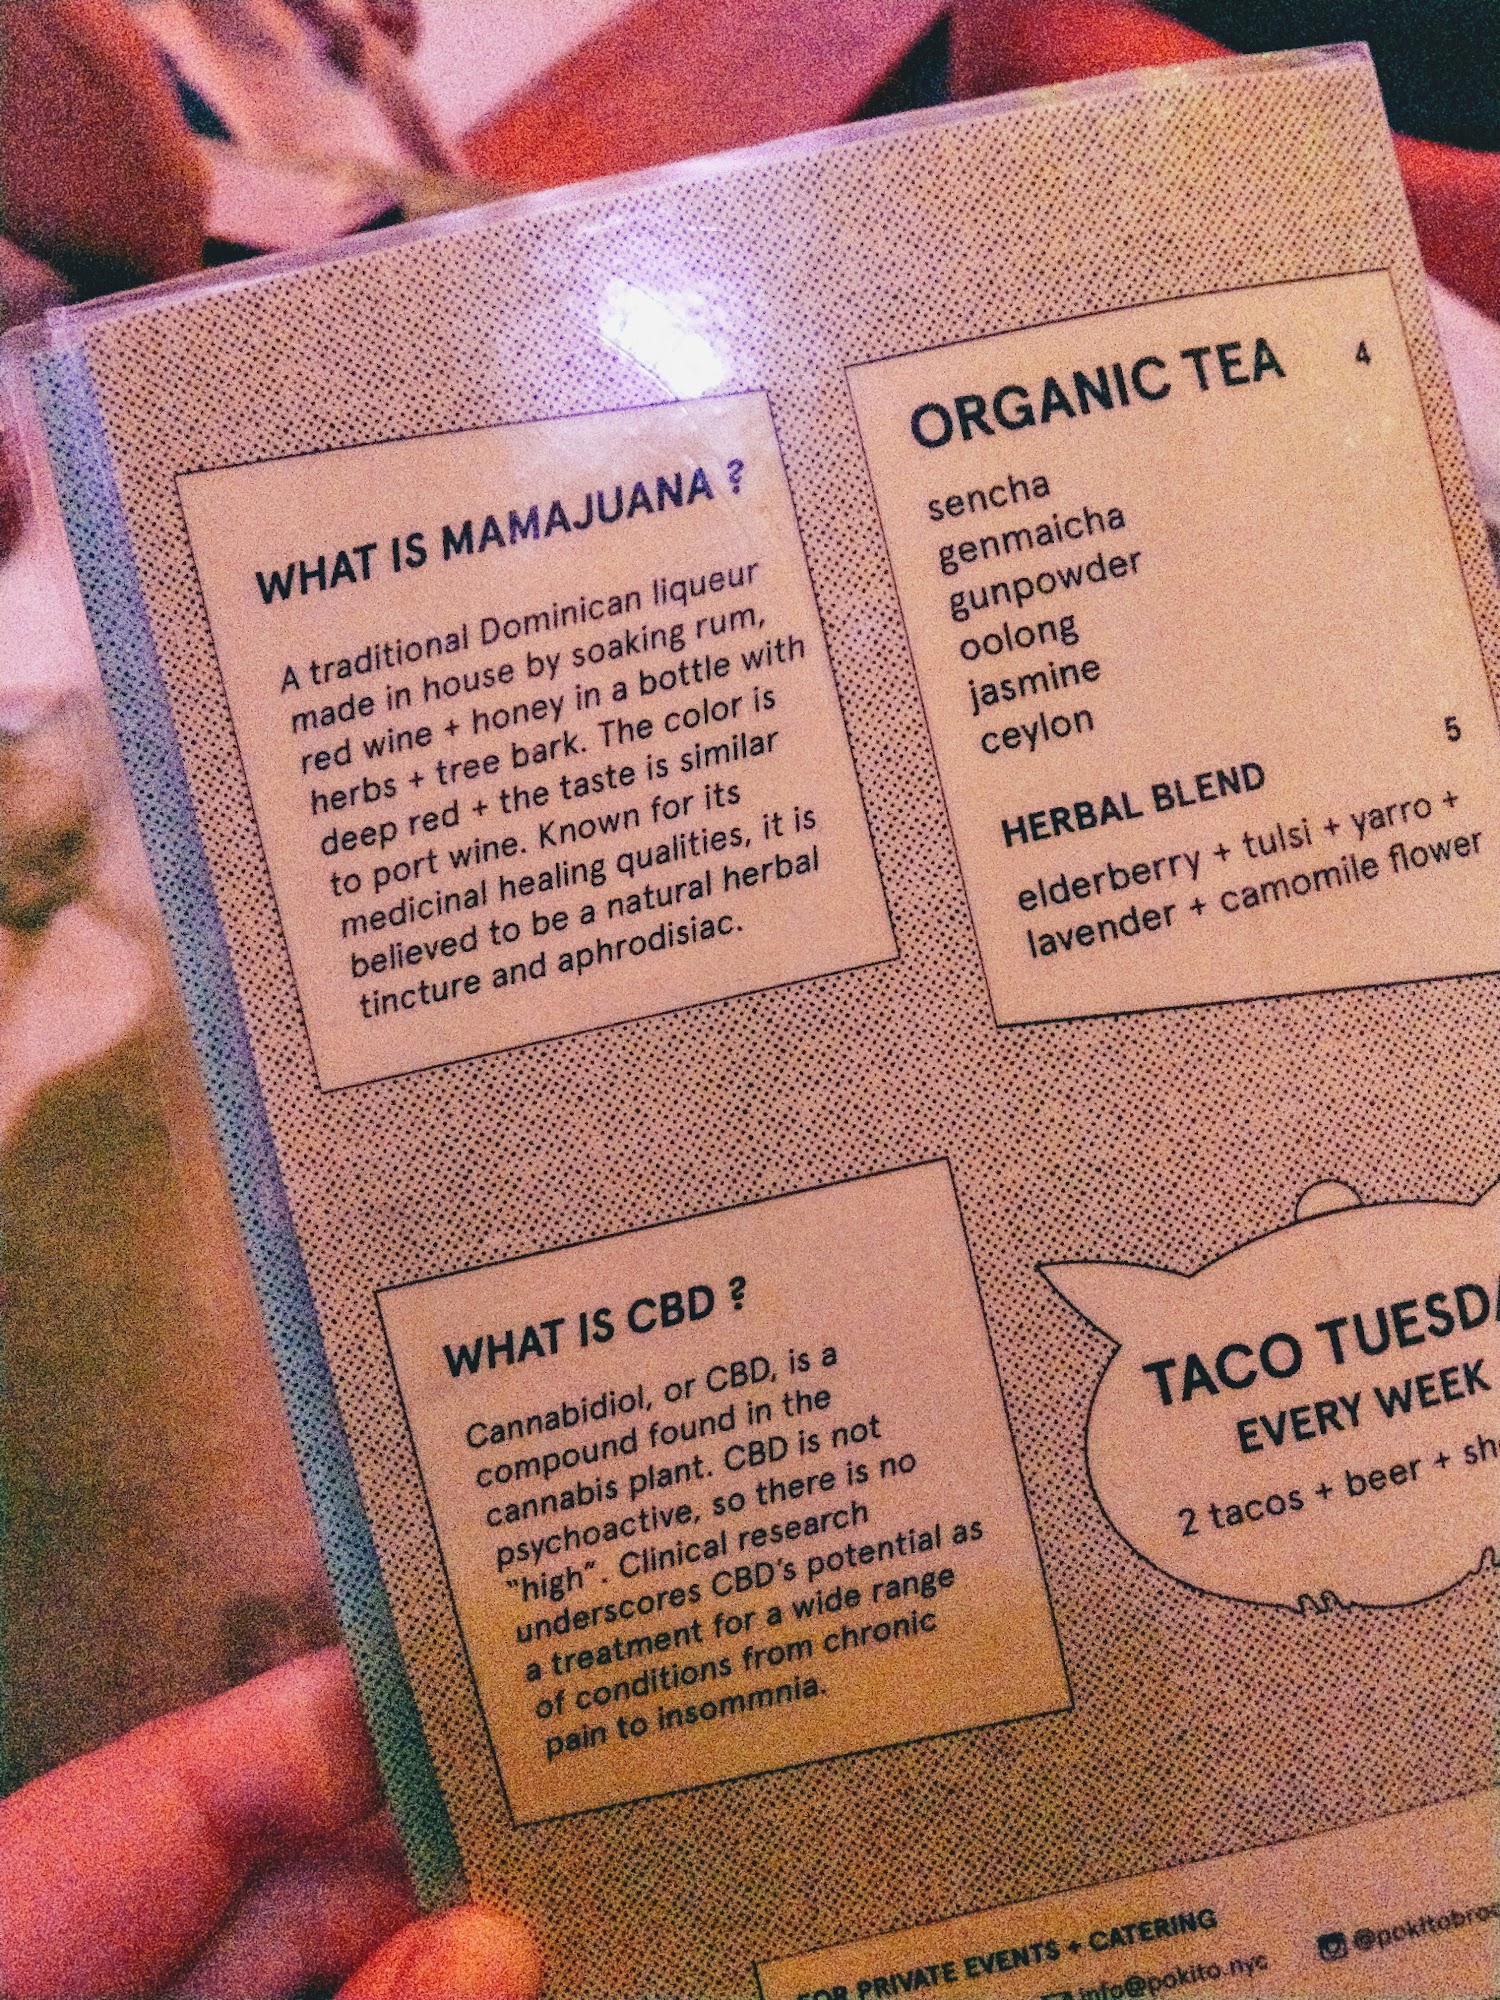 WHAT IS MAMAJUANA ?
A traditional Dominican liqueur
made in house by soaking rum,
red wine + honey in a bottle with
herbs + tree bark. The color is
deep red + the taste is similar
to port wine. Known for its
medicinal healing qualities, it is
believed to be a natural herbal
tincture and aphrodisiac.
ORGANIC TEA 4
sencha
genmaicha
gunpowder
oolong
jasmine
ceylon
HERBAL BLEND 5
elderberry + tulsi + yarro +
lavender + camomile flower
WHAT IS CBD ?
Cannabidiol, or CBD, is a
compound found in the
cannabis plant. CBD is not
psychoactive, so there is no
"high". Clinical research
underscores CBD's potential as
a treatment for a wide range
of conditions from chronic
pain to insommnia.
TACO TUESDA
EVERY WEEK
2 tacos + beer + sh
FOR PRIVATE EVENTS + CATERING
info@pokito.nyc
@pokitobroo